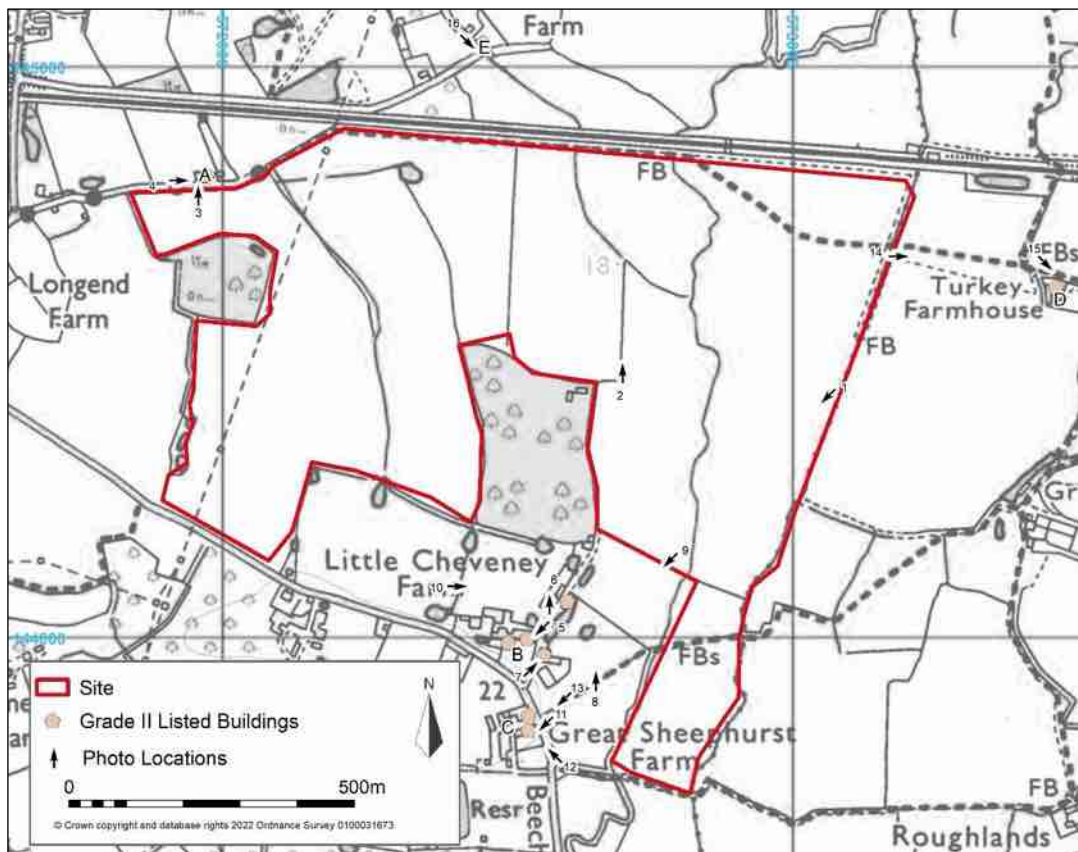 16
E
Farm
A
4
3
FB
13
14
15
FBs
Turkey
Farmhouse
D
FB
Longend
Farm
1
2
Gr
Little Cheveney
9
10
6
5
B
7
FBs
22
13
8
C
11
Great Sheephurst
Farm
12
Resr
Beech
FB
Roughlands
Site
Grade II Listed Buildings
Photo Locations
N
0
500m
© Crown copyright and database rights 2022 Ordnance Survey 0100031673